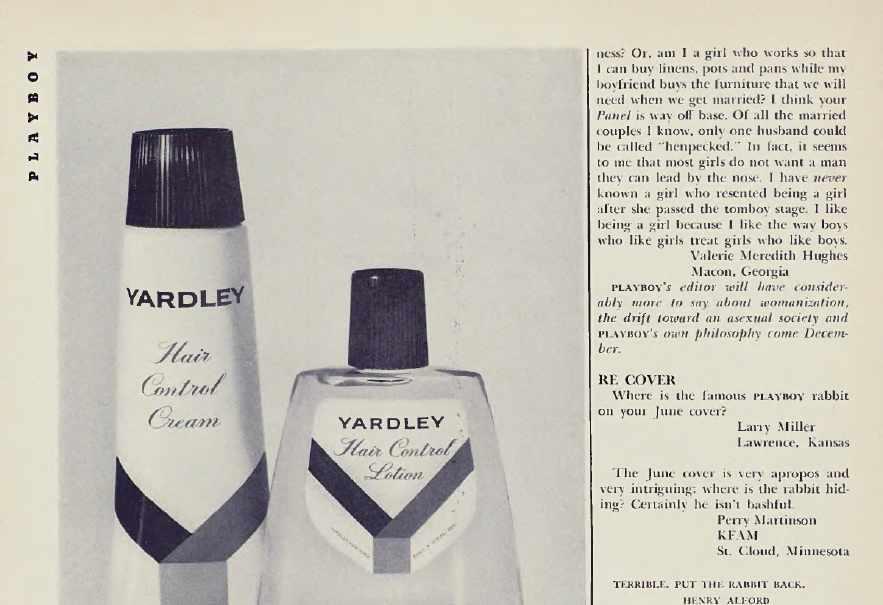 PLAYBOY
YARDLEY
Hair
Control
Cream
YARDLEY
Hair Control
Lotion
ness? Or, am I a girl who works so that
I can buy linens, pots and pans while my
boyfriend buys the furniture that we will
need when we get married? I think your
Panel is way off base. Of all the married
couples I know, only one husband could
be called "henpecked." In fact, it seems
to me that most girls do not want a man
they can lead by the nose. I have never
known a girl who resented being a girl
after she passed the tomboy stage. I like
being a girl because I like the way boys
who like girls treat girls who like boys.
Valerie Meredith Hughes
Macon, Georgia
PLAYBOY's editor will have consider-
ably more to say about womanization,
the drift toward an asexual society and
PLAYBOY's own philosophy come Decem-
ber.
RE COVER
Where is the famous PLAYBOY rabbit
on your June cover?
Larry Miller
Lawrence, Kansas
The June cover is very apropos and
very intriguing; where is the rabbit hid-
ing? Certainly he isn't bashful.
Perry Martinson
KFAM
St. Cloud, Minnesota
TERRIBLE. PUT THE RABBIT BACK.
HENRY ALFORD